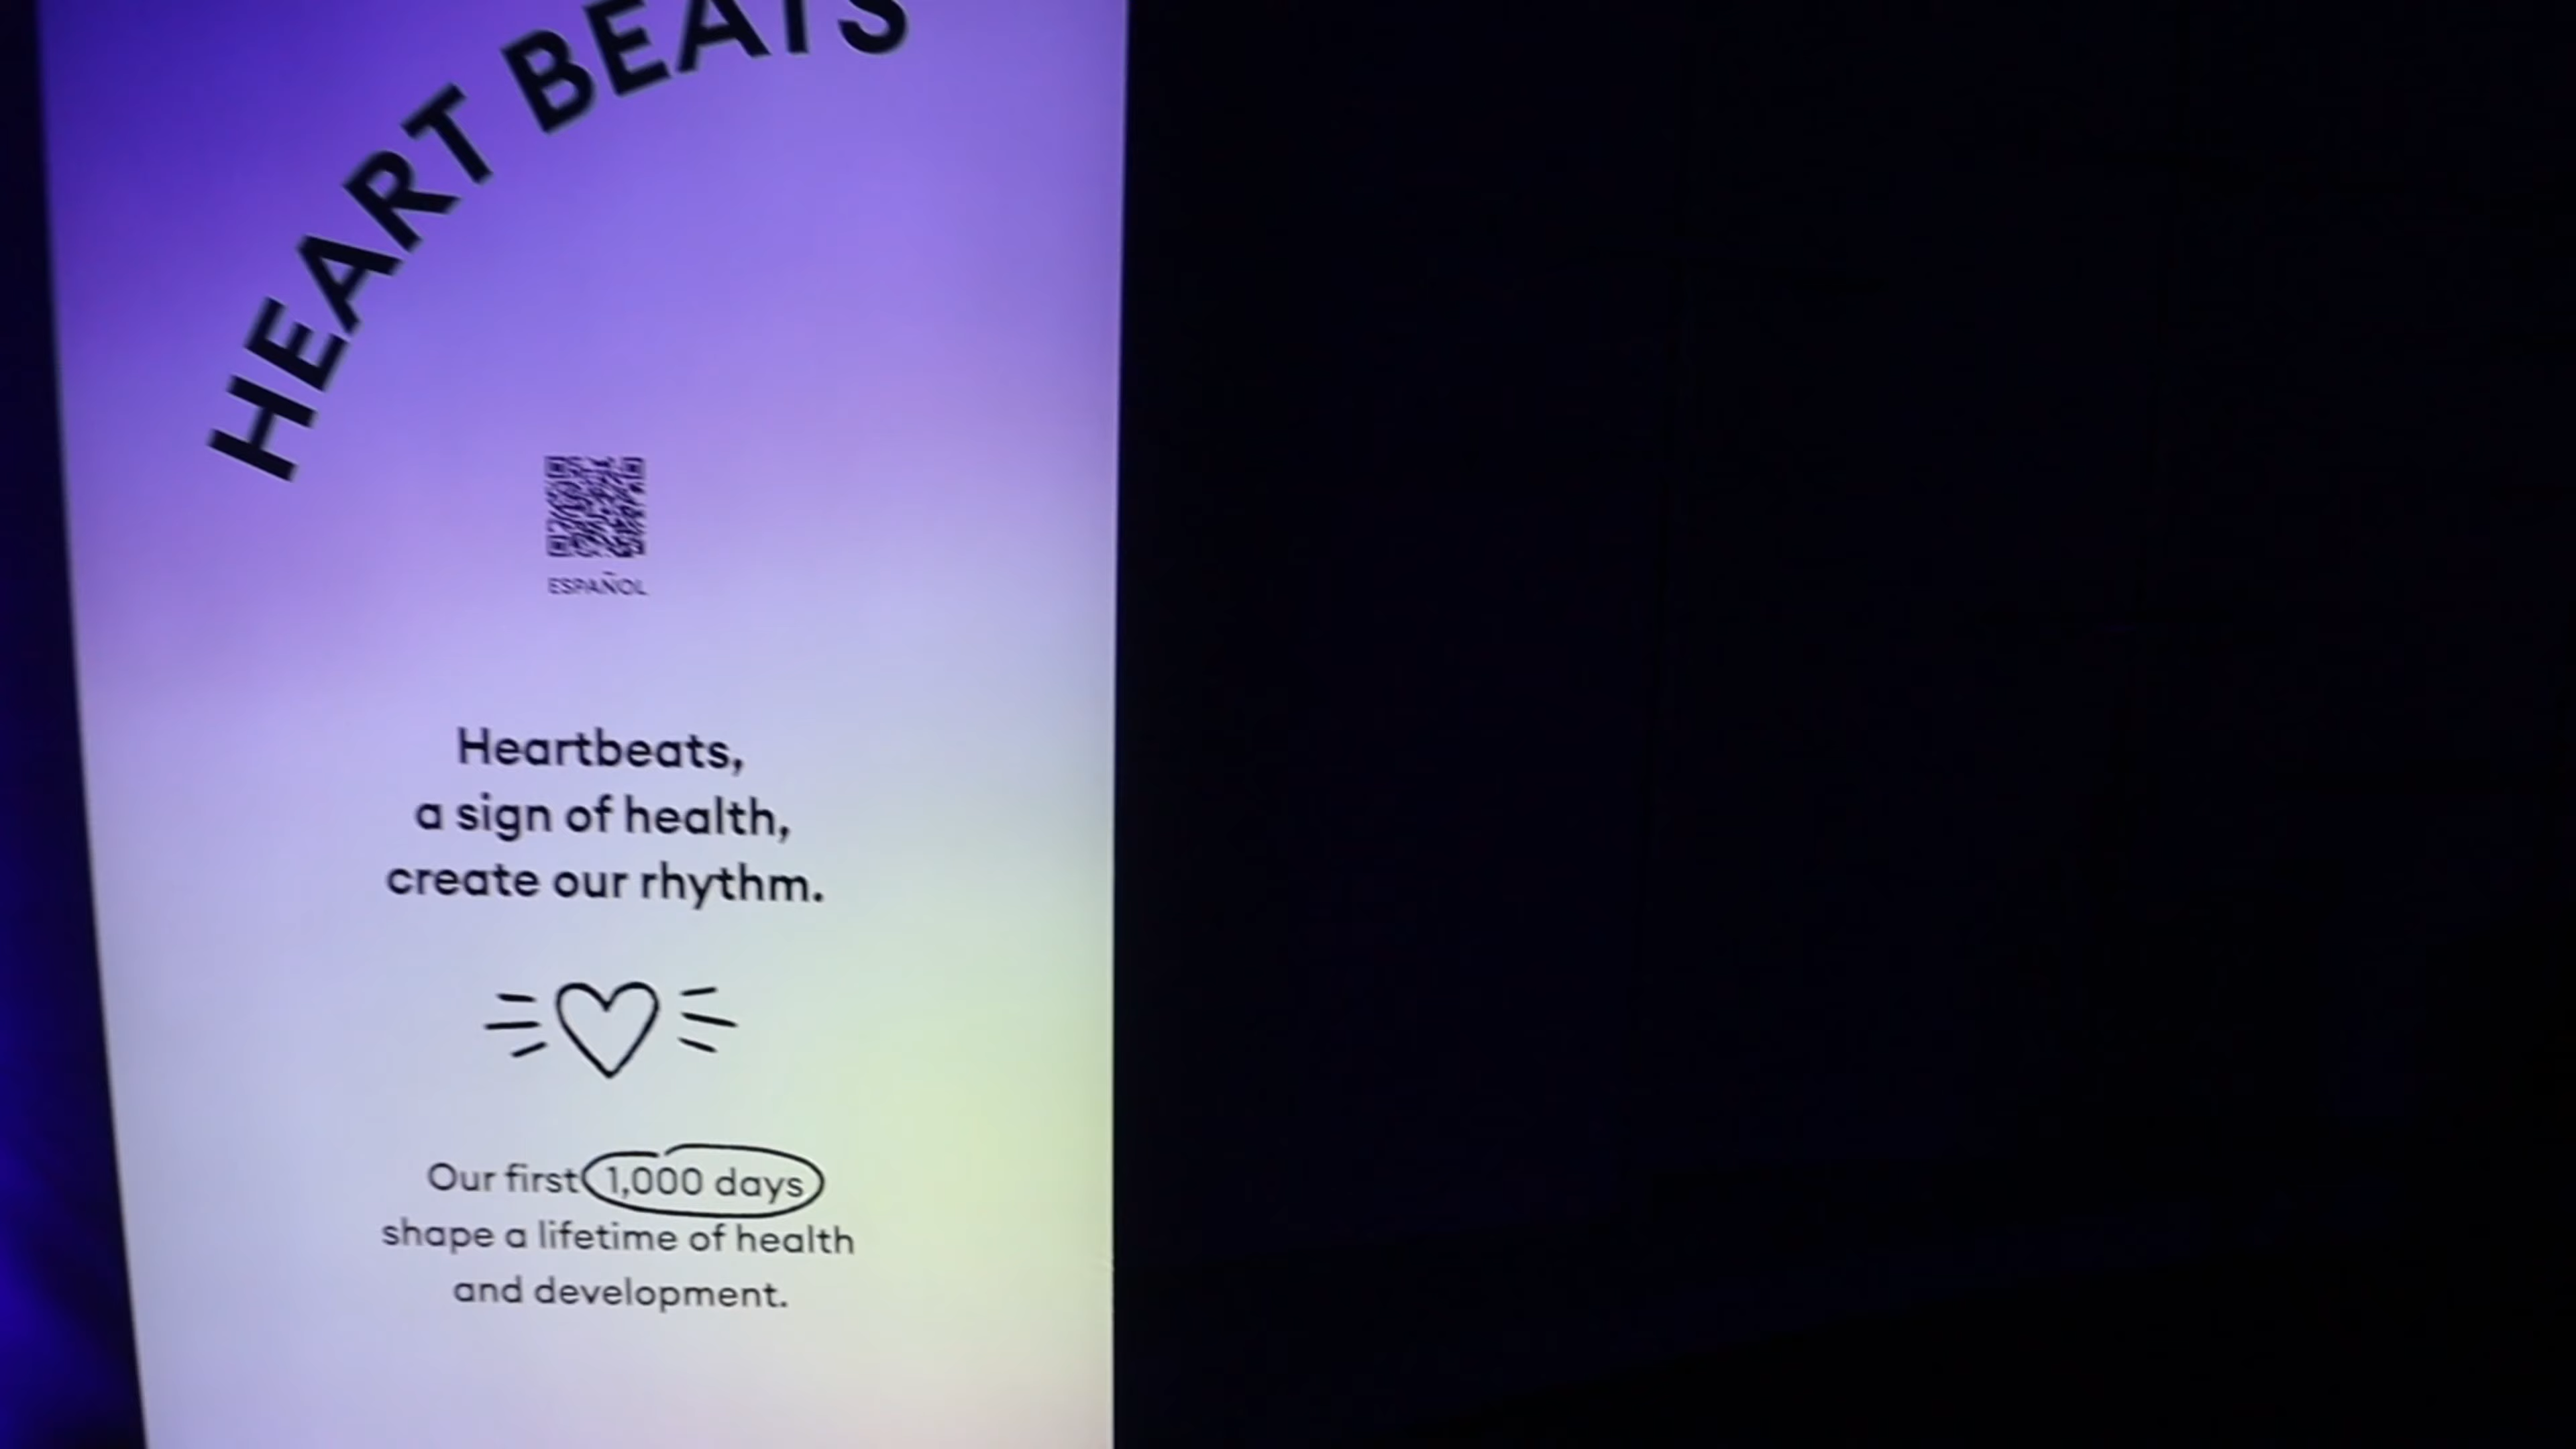 HEART BEATS
ESPAÑOL
Heartbeats,
a sign of health,
create our rhythm.
Our first 1,000 days
shape a lifetime of health
and development.